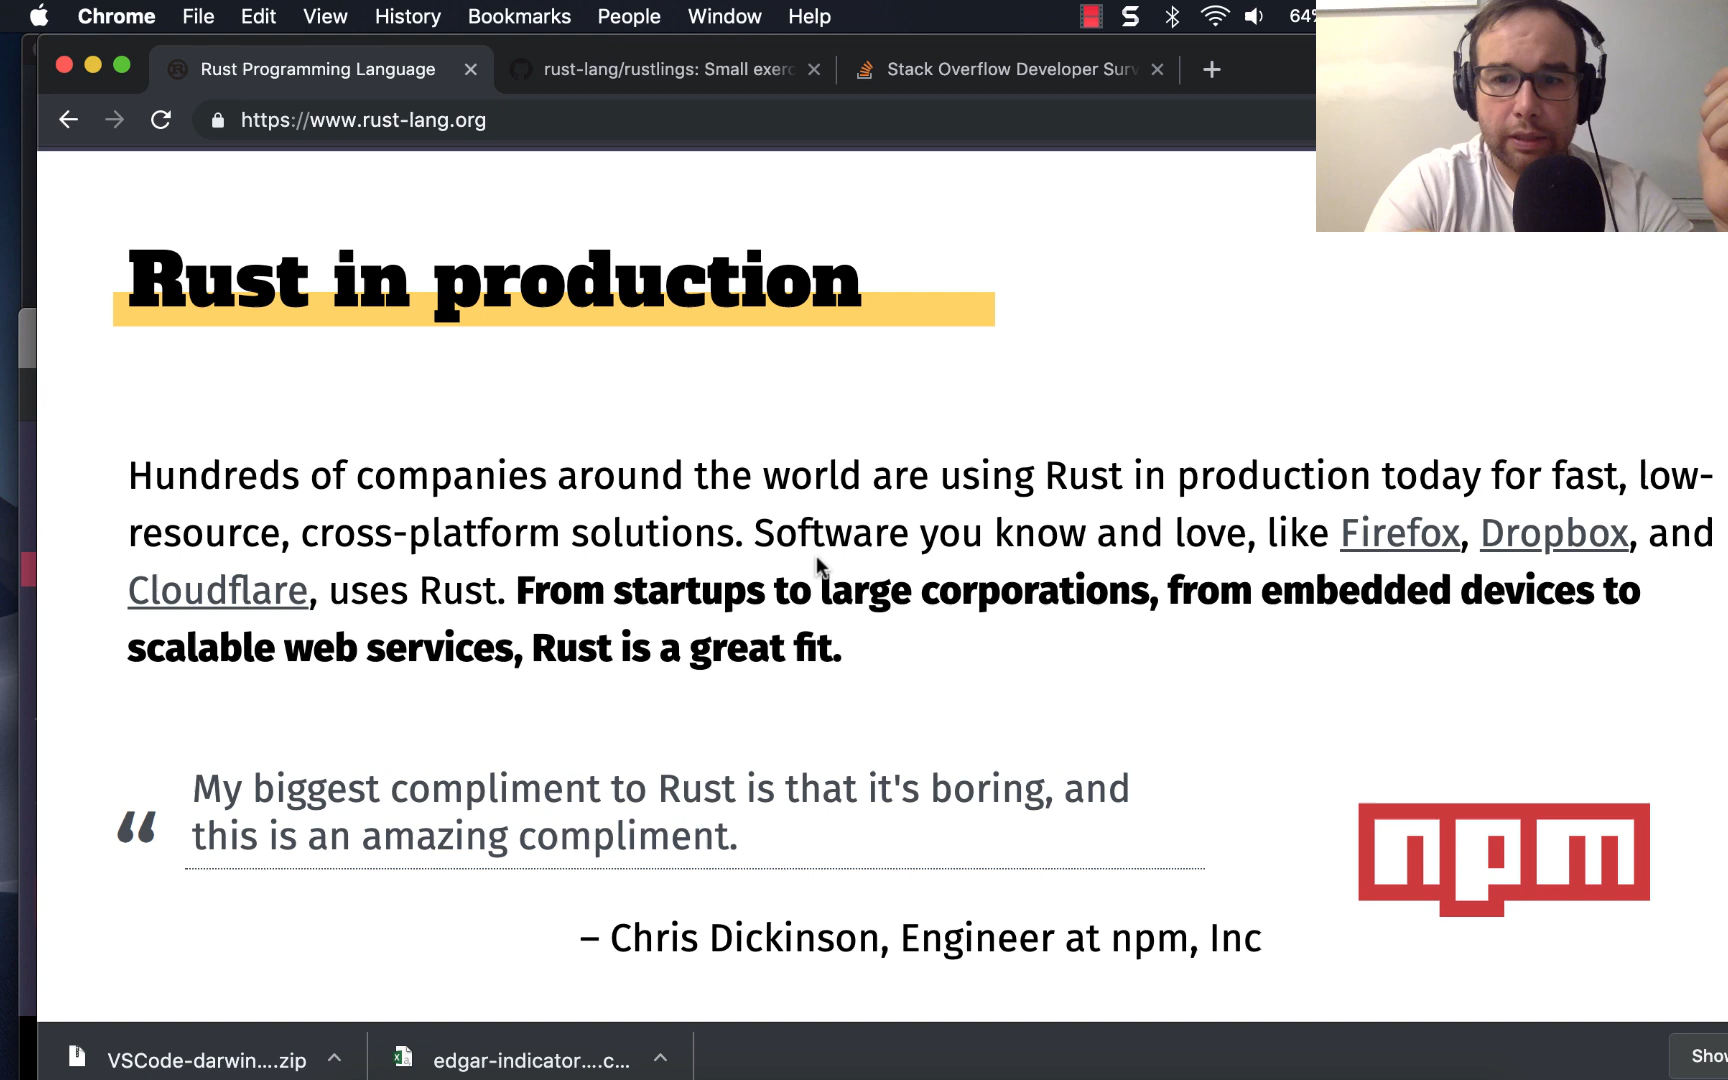 Chrome File Edit View History Bookmarks People Window Help 64%
Rust Programming Language rust-lang/rustlings: Small exerc Stack Overflow Developer Surv
https://www.rust-lang.org
Rust in production
Hundreds of companies around the world are using Rust in production today for fast, low-
resource, cross-platform solutions. Software you know and love, like Firefox, Dropbox, and
Cloudflare, uses Rust. From startups to large corporations, from embedded devices to
scalable web services, Rust is a great fit.
“ My biggest compliment to Rust is that it's boring, and
this is an amazing compliment.
npm
– Chris Dickinson, Engineer at npm, Inc
VSCode-darwin....zip edgar-indicator....c... Show